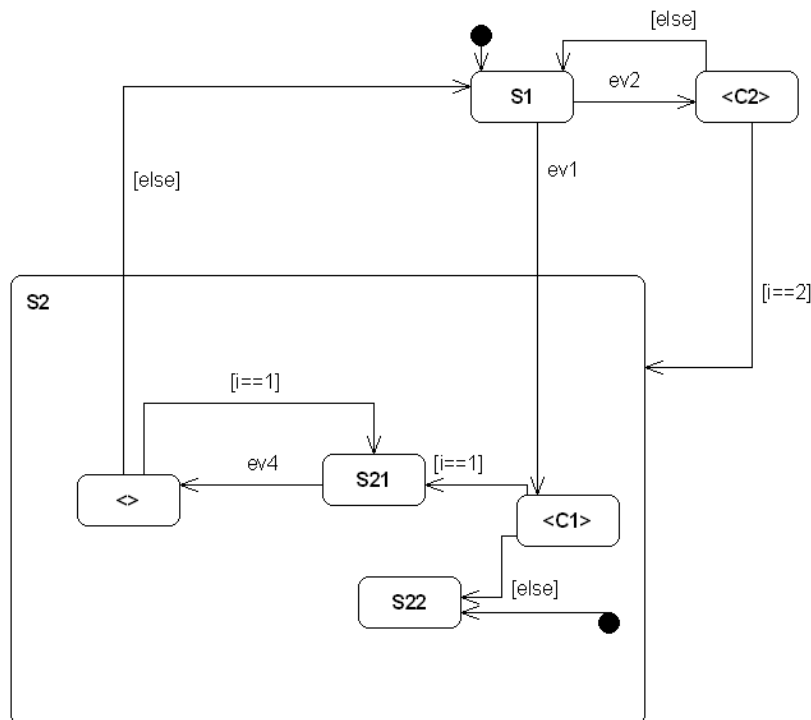 [else]
S1
ev2
<C2>
[else]
ev1
S2
[i==2]
[i==1]
ev4
S21
[i==1]
<>
<C1>
S22
[else]